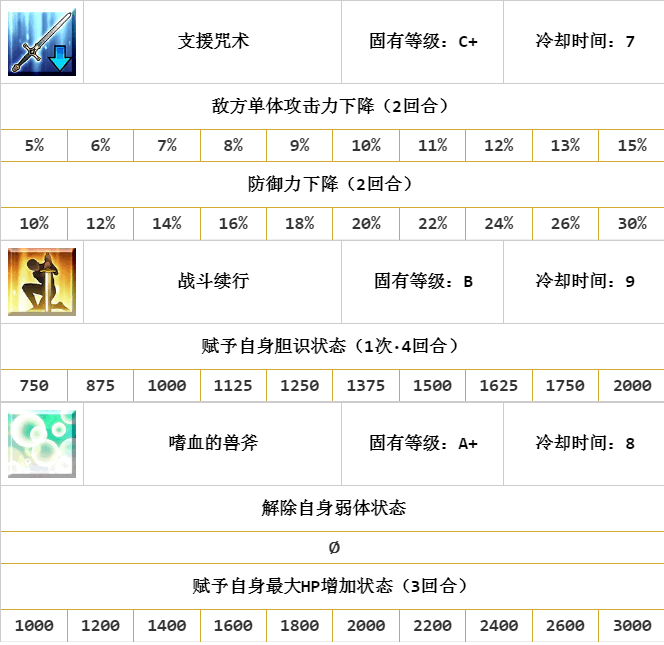 支援咒术 固有等级：C+ 冷却时间：7
敌方单体攻击力下降（2回合）
5% 6% 7% 8% 9% 10% 11% 12% 13% 15%
防御力下降（2回合）
10% 12% 14% 16% 18% 20% 22% 24% 26% 30%
战斗续行 固有等级：B 冷却时间：9
赋予自身胆识状态（1次·4回合）
750 875 1000 1125 1250 1375 1500 1625 1750 2000
嗜血的兽斧 固有等级：A+ 冷却时间：8
解除自身弱体状态
Ø
赋予自身最大HP增加状态（3回合）
1000 1200 1400 1600 1800 2000 2200 2400 2600 3000